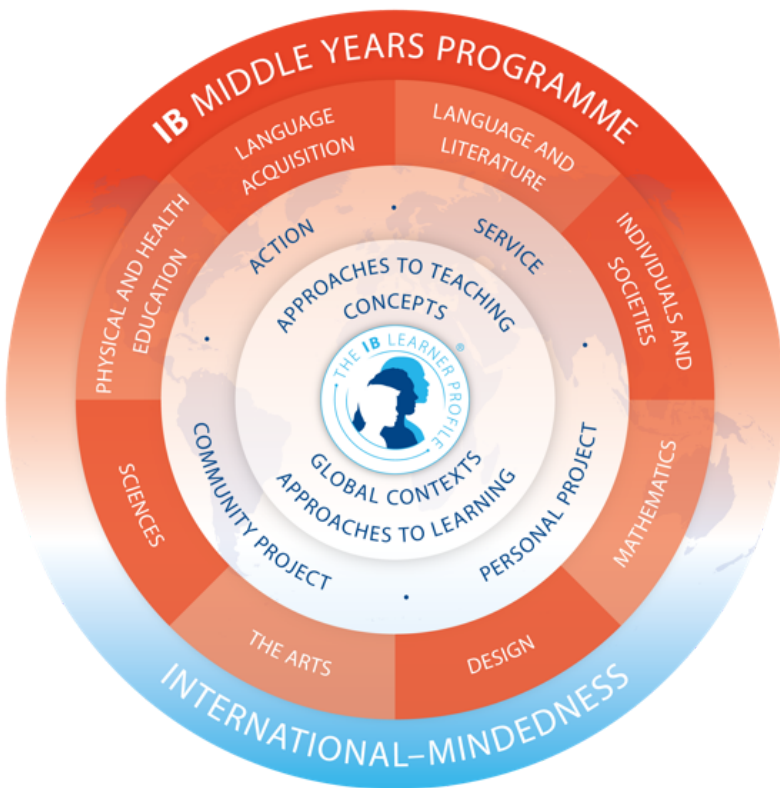 IB MIDDLE YEARS PROGRAMME
LANGUAGE
ACQUISITION
LANGUAGE AND
LITERATURE
INDIVIDUALS AND
SOCIETIES
MATHEMATICS
DESIGN
THE ARTS
SCIENCES
PHYSICAL AND HEALTH
EDUCATION
ACTION
SERVICE
PERSONAL PROJECT
COMMUNITY PROJECT
APPROACHES TO TEACHING
CONCEPTS
THE IB LEARNER PROFILE ®
GLOBAL CONTEXTS
APPROACHES TO LEARNING
INTERNATIONAL–MINDEDNESS